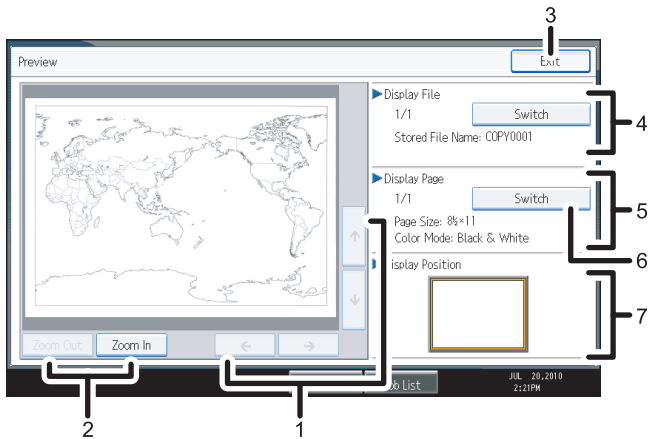 3
Preview
Exit
Display File
1/1
Switch
4
Stored File Name: COPY0001
Display Page
1/1
Switch
5
Page Size: 8½×11
Color Mode: Black & White
6
isplay Position
7
Zoom Out
Zoom In
ob List
JUL 20,2010
2:21PM
2
1